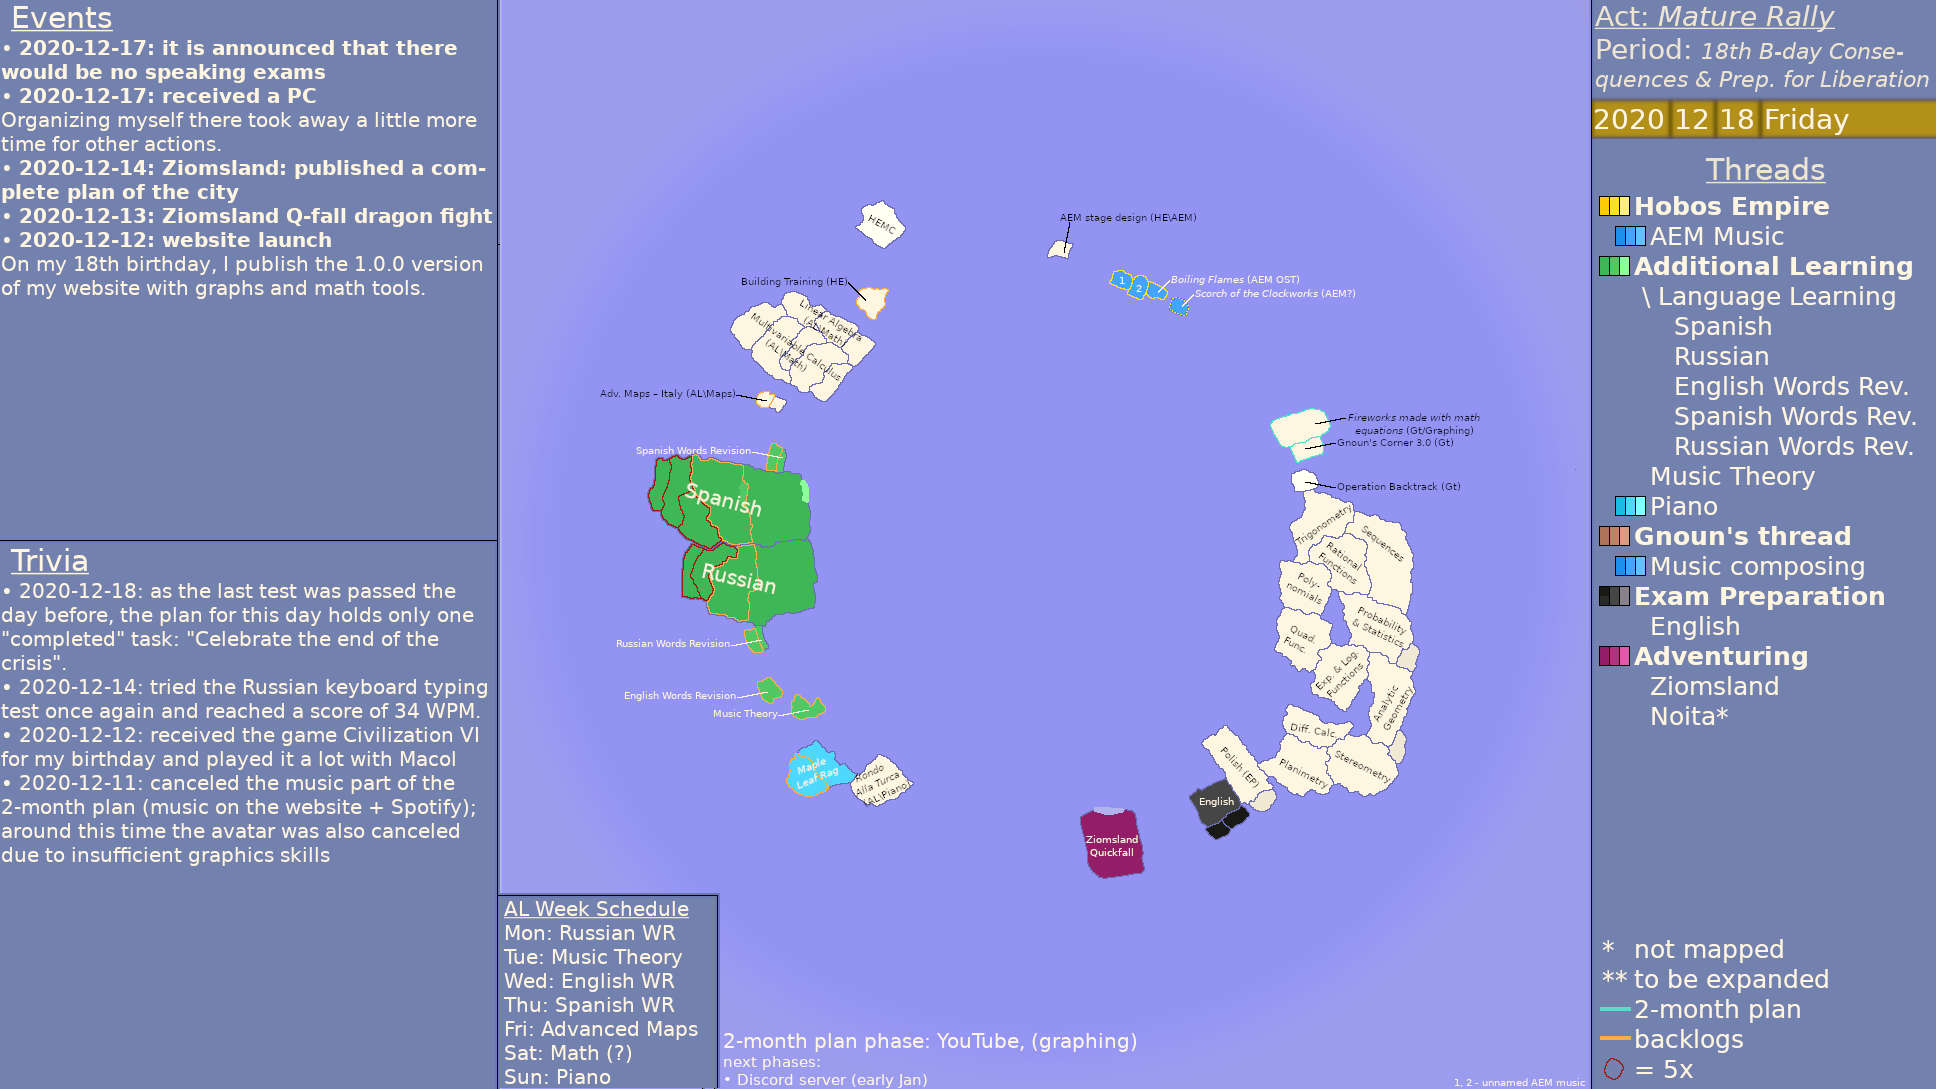 Events
• 2020-12-17: it is announced that there
would be no speaking exams
• 2020-12-17: received a PC
Organizing myself there took away a little more
time for other actions.
• 2020-12-14: Ziomsland: published a com-
plete plan of the city
• 2020-12-13: Ziomsland Q-fall dragon fight
• 2020-12-12: website launch
On my 18th birthday, I publish the 1.0.0 version
of my website with graphs and math tools.
Trivia
• 2020-12-18: as the last test was passed the
day before, the plan for this day holds only one
"completed" task: "Celebrate the end of the
crisis".
• 2020-12-14: tried the Russian keyboard typing
test once again and reached a score of 34 WPM.
• 2020-12-12: received the game Civilization VI
for my birthday and played it a lot with Macol
• 2020-12-11: canceled the music part of the
2-month plan (music on the website + Spotify);
around this time the avatar was also canceled
due to insufficient graphics skills
HEMC
AEM stage design (HE\AEM)
Building Training (HE)
1
2
Boiling Flames (AEM OST)
Scorch of the Clockworks (AEM?)
Linear Algebra
(AL\Math)
Multivariable Calculus
(AL\Math)
Adv. Maps – Italy (AL\Maps)
Spanish Words Revision
Spanish
Russian
Russian Words Revision
English Words Revision
Music Theory
Maple
Leaf Rag
Rondo
Alla Turca
(AL\Piano)
Fireworks made with math
equations (Gt/Graphing)
Gnoun's Corner 3.0 (Gt)
Operation Backtrack (Gt)
Trigonometry
Sequences
Rational
Functions
Poly-
nomials
Probability
& Statistics
Quad.
Func.
Exp. & Log.
Functions
Analytic
Geometry
Diff. Calc.
Planimetry
Stereometry
Polish (EP)
English
Ziomsland
Quickfall
AL Week Schedule
Mon: Russian WR
Tue: Music Theory
Wed: English WR
Thu: Spanish WR
Fri: Advanced Maps
Sat: Math (?)
Sun: Piano
2-month plan phase: YouTube, (graphing)
next phases:
• Discord server (early Jan)
1, 2 - unnamed AEM music
Act: Mature Rally
Period: 18th B-day Conse-
quences & Prep. for Liberation
2020 12 18 Friday
Threads
Hobos Empire
AEM Music
Additional Learning
\ Language Learning
Spanish
Russian
English Words Rev.
Spanish Words Rev.
Russian Words Rev.
Music Theory
Piano
Gnoun's thread
Music composing
Exam Preparation
English
Adventuring
Ziomsland
Noita*
* not mapped
** to be expanded
2-month plan
backlogs
= 5x